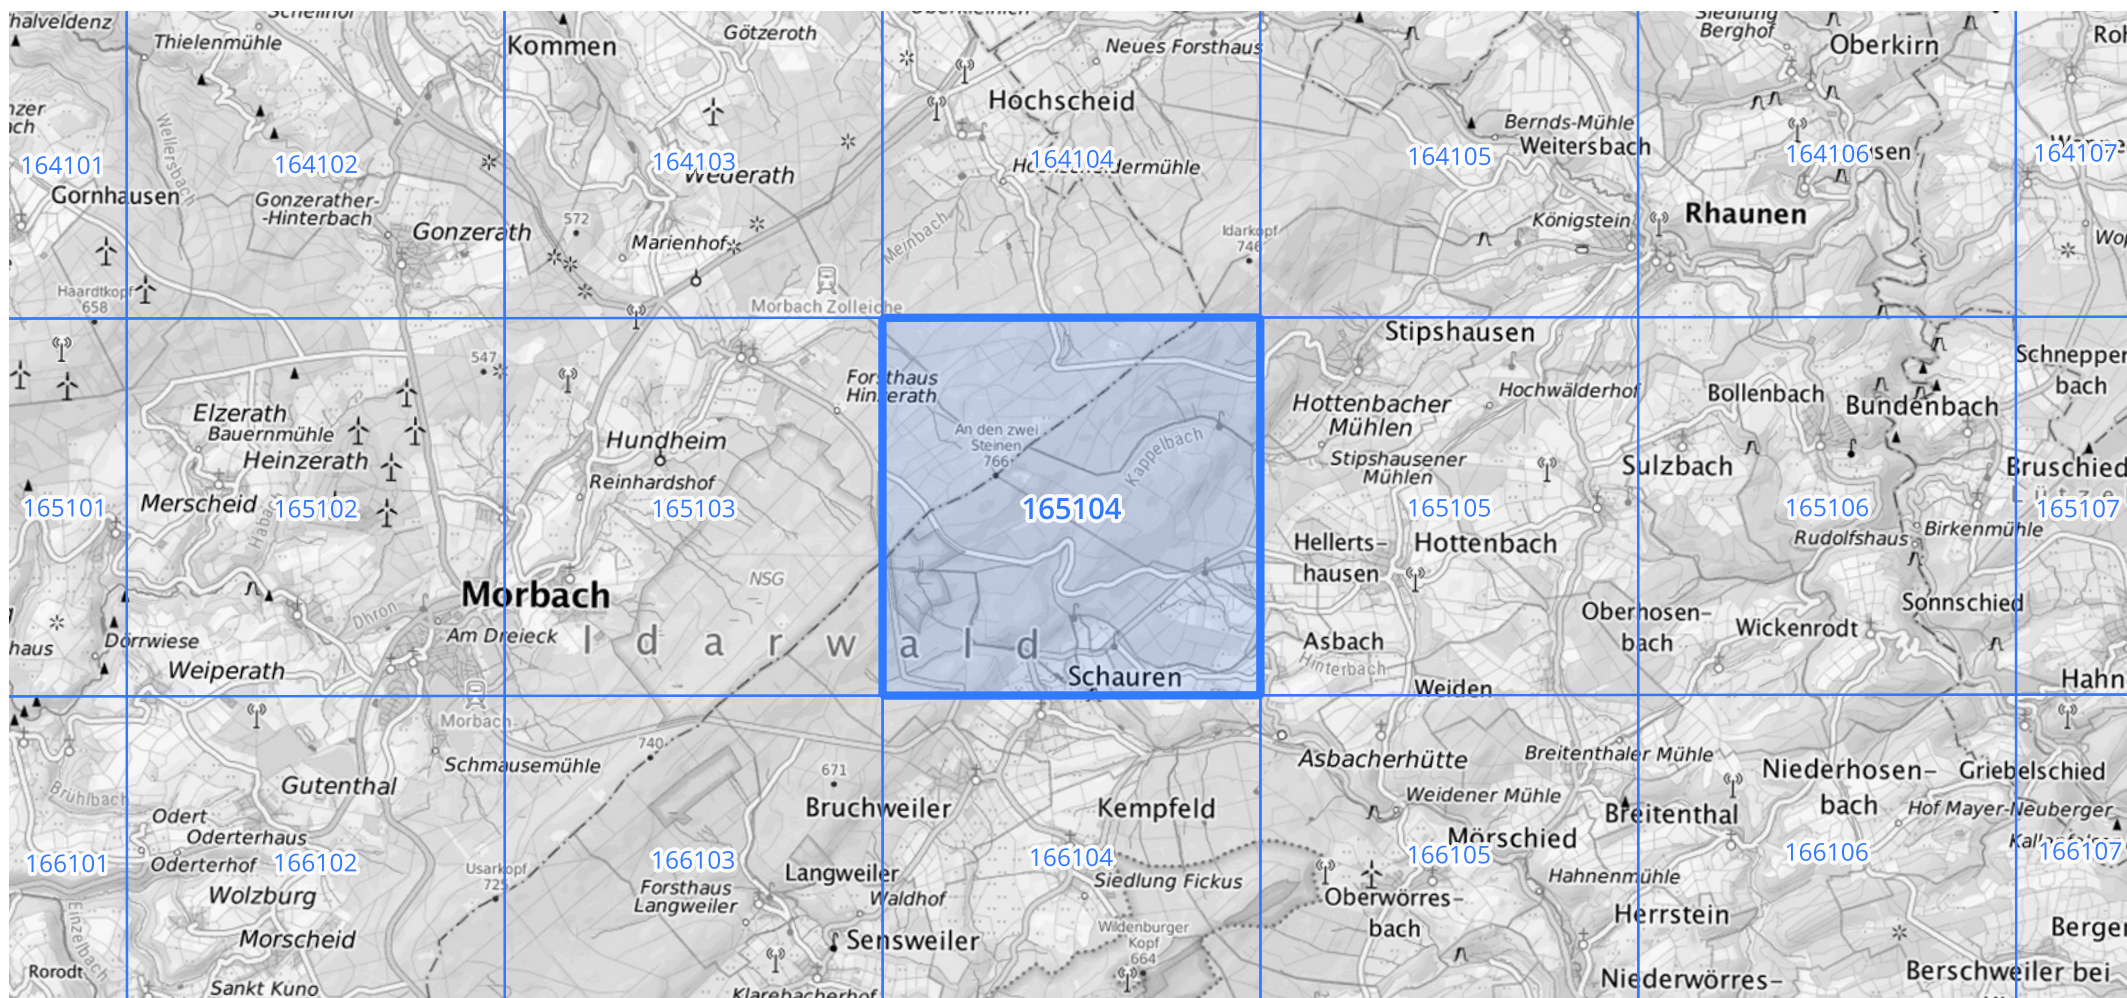 Thielenmühle
Kommen
Götzeroth
Neues Forsthaus
Siedlung
Berghof
Oberkirn
Hochscheid
Wellersbach
Bernds-Mühle
Weitersbach
164101
164102
164103
164104
164105
164106
164107
Wederath
Gornhausen
Gonzerather-
-Hinterbach
Gonzerath
572
Marienhof
Meinbach
Idarkopf
746
Königstein
Rhaunen
Haardtkopf
658
Morbach Zolleiche
547
Stipshausen
Forsthaus
Hinzerath
Elzerath
Bauernmühle
Heinzerath
Hundheim
Reinhardshof
An den zwei
Steinen
766
Kappelbach
Hottenbacher
Mühlen
Stipshausener
Mühlen
Hochwälderhof
Bollenbach
Bundenbach
Schneppen
bach
Sulzbach
Bruschied
Merscheid
165101
165102
165103
165104
165105
165106
165107
Hellerts-
hausen
Hottenbach
Rudolfshaus
Birkenmühle
Morbach
NSG
Dhron
Am Dreieck
Idarwald
Dörrwiese
Weiperath
haus
Asbach
Hinterbach
Oberhosen-
bach
Wickenrodt
Sonnschied
Schauren
Weiden
Hahn
Morbach
740
Schmausemühle
Gutenthal
Brühlbach
Odert
Oderterhaus
Oderterhof
671
Bruchweiler
Kempfeld
Asbacherhütte
Breitenthaler Mühle
Weidener Mühle
Mörschied
Breitenthal
Niederhosen-
bach
Griebelschied
Hof Mayer-Neuberger
166101
166102
166103
166104
166105
166106
166107
Wolzburg
Usarkopf
725
Langweiler
Forsthaus
Langweiler
Waldhof
Siedlung Fickus
Hahnenmühle
Oberwörres-
bach
Herrstein
Morscheid
Einzelbach
Rorodt
Sankt Kuno
Sensweiler
Wildenburger
Kopf
664
Klarebacherhof
Niederwörres-
Berschweiler bei